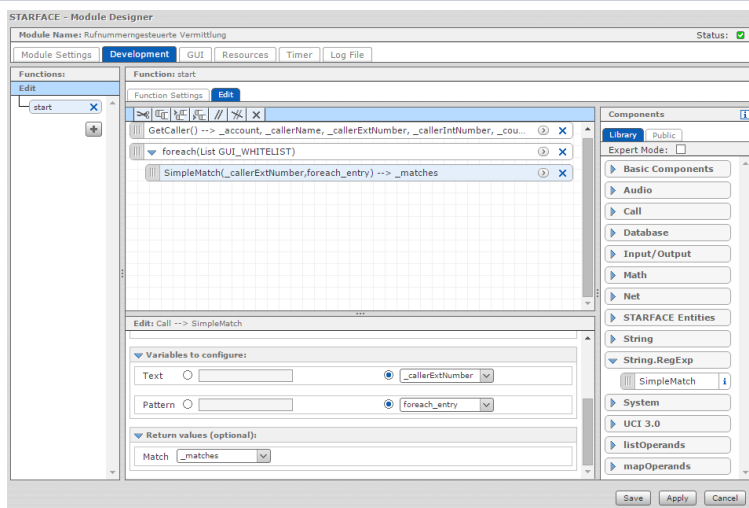 STARFACE - Module Designer
Module Name: Rufnummerngesteuerte Vermittlung
Status:
Module Settings Development GUI Resources Timer Log File
Functions:
Edit
start X
+
Function: start
Function Settings Edit
GetCaller() --> _account, _callerName, _callerExtNumber, _callerIntNumber, _cou... X
foreach(List GUI_WHITELIST) X
SimpleMatch(_callerExtNumber,foreach_entry) --> _matches X
Edit: Call --> SimpleMatch
Variables to configure:
Text _callerExtNumber
Pattern foreach_entry
Return values (optional):
Match _matches
Components i
Library Public
Expert Mode:
Basic Components
Audio
Call
Database
Input/Output
Math
Net
STARFACE Entities
String
String.RegExp
SimpleMatch i
System
UCI 3.0
listOperands
mapOperands
Save Apply Cancel